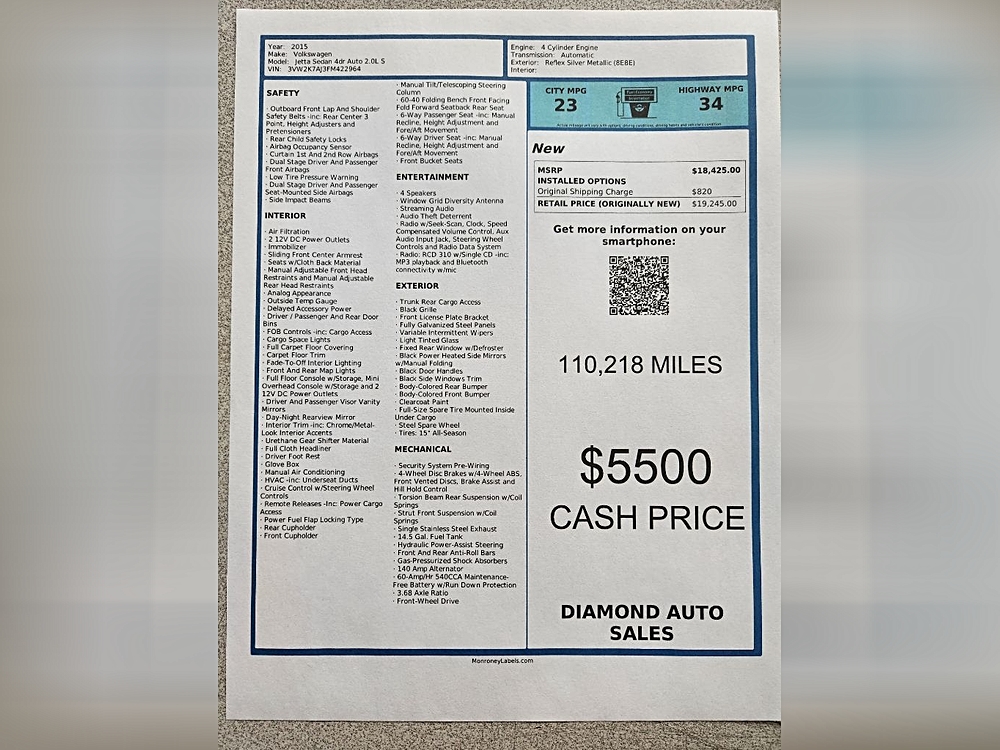 Year: 2015
Make: Volkswagen
Model: Jetta Sedan 4dr Auto 2.0L S
VIN: 3VW2K7AJ3FM422964
Engine: 4 Cylinder Engine
Transmission: Automatic
Exterior: Reflex Silver Metallic (8E8E)
Interior:
SAFETY
· Outboard Front Lap And Shoulder
Safety Belts -inc: Rear Center 3
Point, Height Adjusters and
Pretensioners
· Rear Child Safety Locks
· Airbag Occupancy Sensor
· Curtain 1st And 2nd Row Airbags
· Dual Stage Driver And Passenger
Front Airbags
· Low Tire Pressure Warning
· Dual Stage Driver And Passenger
Seat-Mounted Side Airbags
· Side Impact Beams
INTERIOR
· Air Filtration
· 2 12V DC Power Outlets
· Immobilizer
· Sliding Front Center Armrest
· Seats w/Cloth Back Material
· Manual Adjustable Front Head
Restraints and Manual Adjustable
Rear Head Restraints
· Analog Appearance
· Outside Temp Gauge
· Delayed Accessory Power
· Driver / Passenger And Rear Door
Bins
· FOB Controls -inc: Cargo Access
· Cargo Space Lights
· Full Carpet Floor Covering
· Carpet Floor Trim
· Fade-To-Off Interior Lighting
· Front And Rear Map Lights
· Full Floor Console w/Storage, Mini
Overhead Console w/Storage and 2
12V DC Power Outlets
· Driver And Passenger Visor Vanity
Mirrors
· Day-Night Rearview Mirror
· Interior Trim -inc: Chrome/Metal-
Look Interior Accents
· Urethane Gear Shifter Material
· Full Cloth Headliner
· Driver Foot Rest
· Glove Box
· Manual Air Conditioning
· HVAC -inc: Underseat Ducts
· Cruise Control w/Steering Wheel
Controls
· Remote Releases -Inc: Power Cargo
Access
· Power Fuel Flap Locking Type
· Rear Cupholder
· Front Cupholder
· Manual Tilt/Telescoping Steering
Column
· 60-40 Folding Bench Front Facing
Fold Forward Seatback Rear Seat
· 6-Way Passenger Seat -inc: Manual
Recline, Height Adjustment and
Fore/Aft Movement
· 6-Way Driver Seat -inc: Manual
Recline, Height Adjustment and
Fore/Aft Movement
· Front Bucket Seats
ENTERTAINMENT
· 4 Speakers
· Window Grid Diversity Antenna
· Streaming Audio
· Audio Theft Deterrent
· Radio w/Seek-Scan, Clock, Speed
Compensated Volume Control, Aux
Audio Input Jack, Steering Wheel
Controls and Radio Data System
· Radio: RCD 310 w/Single CD -inc:
MP3 playback and Bluetooth
connectivity w/mic
EXTERIOR
· Trunk Rear Cargo Access
· Black Grille
· Front License Plate Bracket
· Fully Galvanized Steel Panels
· Variable Intermittent Wipers
· Light Tinted Glass
· Fixed Rear Window w/Defroster
· Black Power Heated Side Mirrors
w/Manual Folding
· Black Door Handles
· Black Side Windows Trim
· Body-Colored Rear Bumper
· Body-Colored Front Bumper
· Clearcoat Paint
· Full-Size Spare Tire Mounted Inside
Under Cargo
· Steel Spare Wheel
· Tires: 15" All-Season
MECHANICAL
· Security System Pre-Wiring
· 4-Wheel Disc Brakes w/4-Wheel ABS,
Front Vented Discs, Brake Assist and
Hill Hold Control
· Torsion Beam Rear Suspension w/Coil
Springs
· Strut Front Suspension w/Coil
Springs
· Single Stainless Steel Exhaust
· 14.5 Gal. Fuel Tank
· Hydraulic Power-Assist Steering
· Front And Rear Anti-Roll Bars
· Gas-Pressurized Shock Absorbers
· 140 Amp Alternator
· 60-Amp/Hr 540CCA Maintenance-
Free Battery w/Run Down Protection
· 3.68 Axle Ratio
· Front-Wheel Drive
CITY MPG
23
HIGHWAY MPG
34
New
MSRP $18,425.00
INSTALLED OPTIONS
Original Shipping Charge $820
RETAIL PRICE (ORIGINALLY NEW) $19,245.00
Get more information on your
smartphone:
110,218 MILES
$5500
CASH PRICE
DIAMOND AUTO
SALES
MonroneyLabels.com